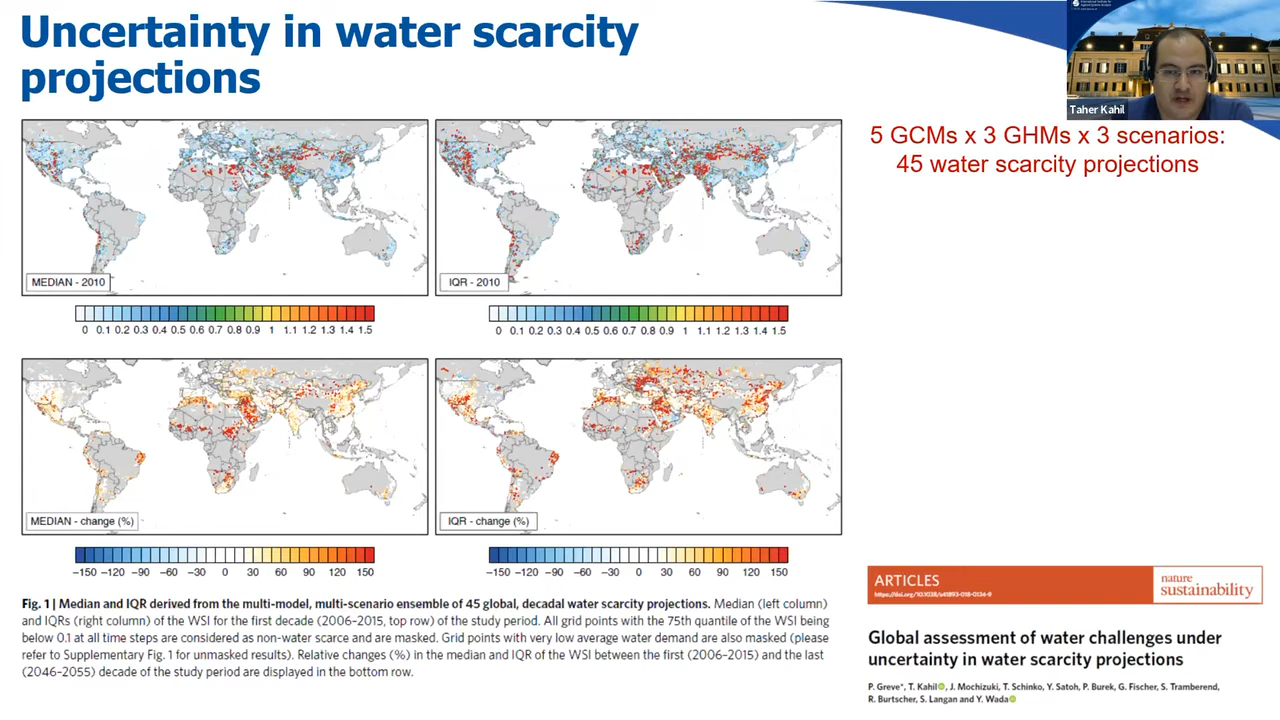 Uncertainty in water scarcity
projections
Taher Kahil
5 GCMs x 3 GHMs x 3 scenarios:
45 water scarcity projections
MEDIAN - 2010
IQR - 2010
0 0.1 0.2 0.3 0.4 0.5 0.6 0.7 0.8 0.9 1 1.1 1.2 1.3 1.4 1.5
0 0.1 0.2 0.3 0.4 0.5 0.6 0.7 0.8 0.9 1 1.1 1.2 1.3 1.4 1.5
MEDIAN - change (%)
IQR - change (%)
−150 −120 −90 −60 −30 0 30 60 90 120 150
−150 −120 −90 −60 −30 0 30 60 90 120 150
Fig. 1 | Median and IQR derived from the multi-model, multi-scenario ensemble of 45 global, decadal water scarcity projections. Median (left column)
and IQRs (right column) of the WSI for the first decade (2006–2015, top row) of the study period. All grid points with the 75th quantile of the WSI being
below 0.1 at all time steps are considered as non-water scarce and are masked. Grid points with very low average water demand are also masked (please
refer to Supplementary Fig. 1 for unmasked results). Relative changes (%) in the median and IQR of the WSI between the first (2006–2015) and the last
(2046–2055) decade of the study period are displayed in the bottom row.
ARTICLES
https://doi.org/10.1038/s41893-018-0134-9
nature
sustainability
Global assessment of water challenges under
uncertainty in water scarcity projections
P. Greve*, T. Kahil, J. Mochizuki, T. Schinko, Y. Satoh, P. Burek, G. Fischer, S. Tramberend,
R. Burtscher, S. Langan and Y. Wada